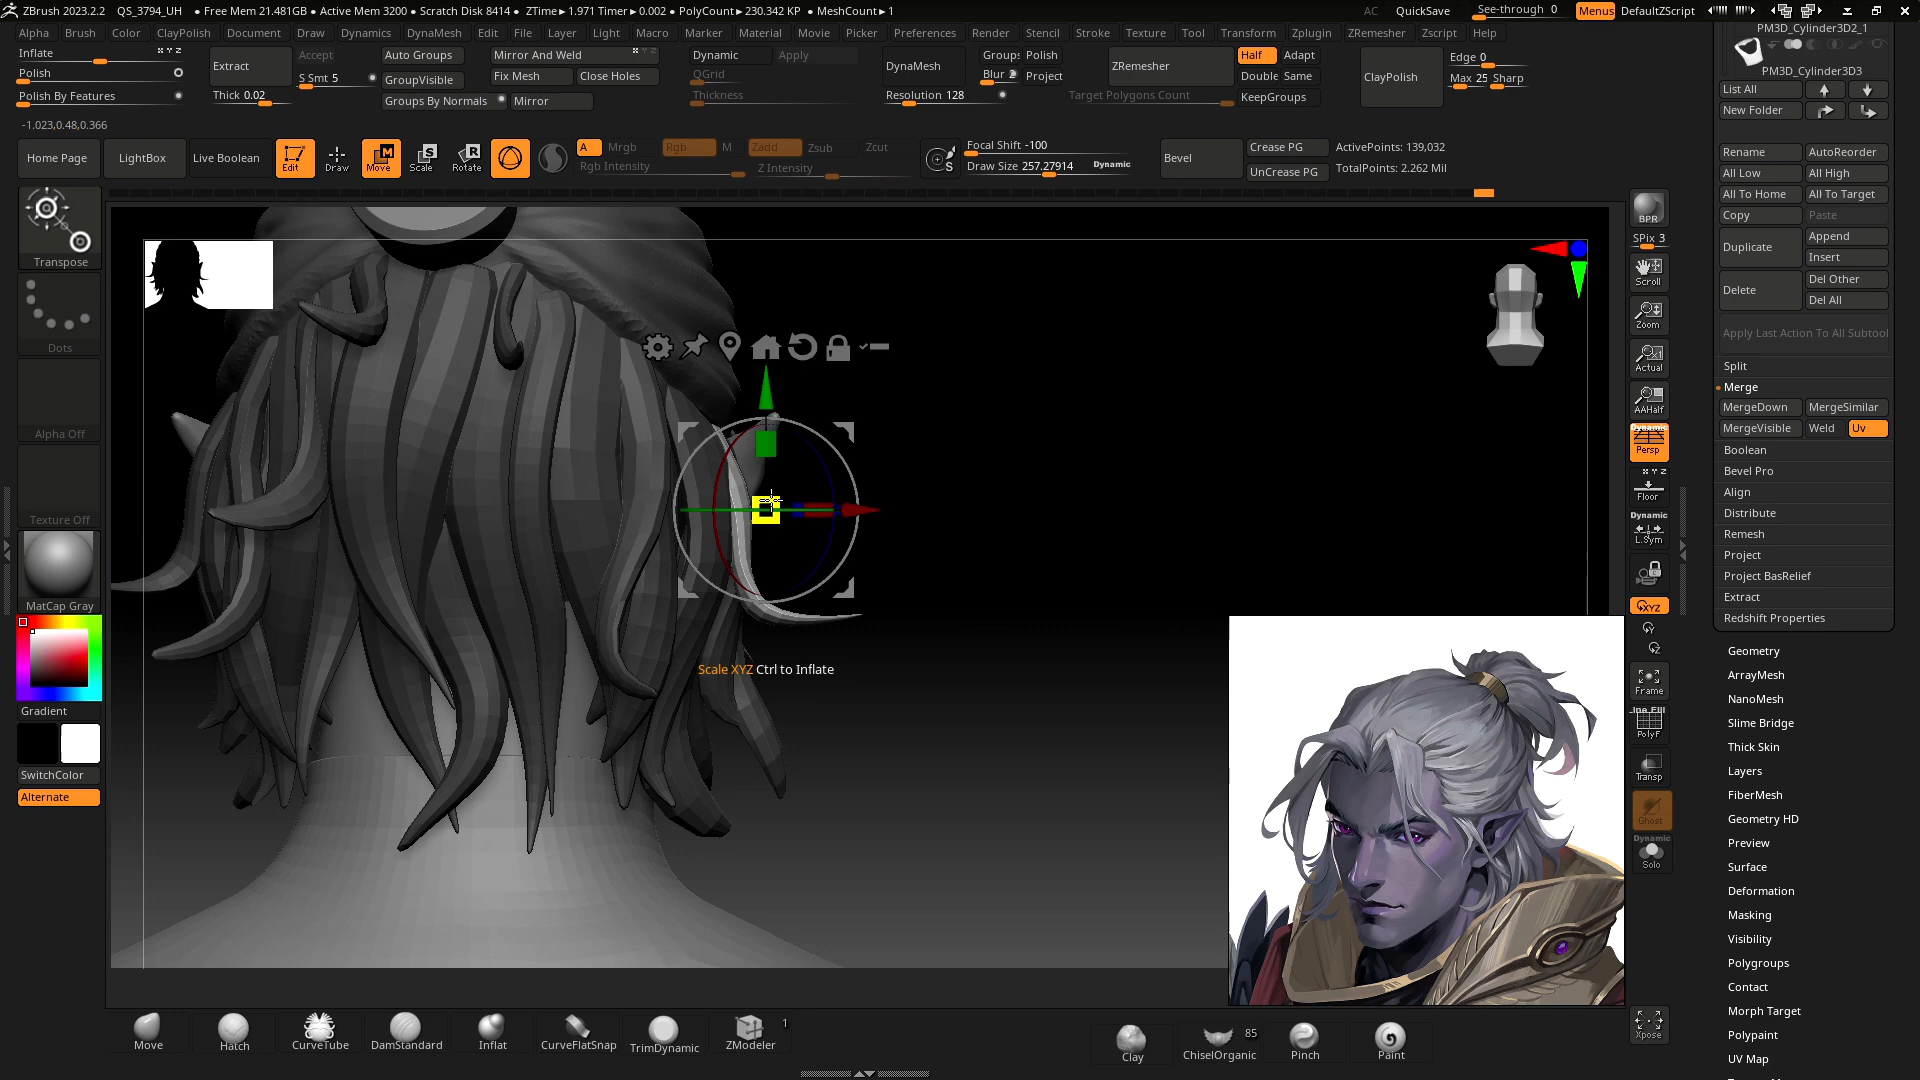 ZBrush 2023.2.2 QS_3794_UH • Free Mem 21.481GB • Active Mem 3200 • Scratch Disk 8414 • ZTime▸1.971 Timer▸0.002 • PolyCount▸230.342 KP • MeshCount▸1 AC QuickSave See-through 0 Menus DefaultZScript
Alpha Brush Color ClayPolish Document Draw Dynamics DynaMesh Edit File Layer Light Macro Marker Material Movie Picker Preferences Render Stencil Stroke Texture Tool Transform Zplugin ZRemesher Zscript Help
Inflate
Polish
Polish By Features
Extract
Thick 0.02
Accept
S Smt 5
Auto Groups
GroupVisible
Groups By Normals
Mirror And Weld
Fix Mesh
Close Holes
Mirror
Dynamic
Apply
QGrid
Thickness
DynaMesh
Groups
Polish
Blur 2
Project
Resolution 128
ZRemesher
Target Polygons Count
Half
Adapt
Double
Same
KeepGroups
ClayPolish
Edge 0
Max 25
Sharp
-1.023,0.48,0.366
Home Page
LightBox
Live Boolean
Edit
Draw
Move
Scale
Rotate
A
Mrgb
Rgb
M
Zadd
Zsub
Zcut
Rgb Intensity
Z Intensity
S
Focal Shift -100
Draw Size 257.27914
Dynamic
Bevel
Crease PG
UnCrease PG
ActivePoints: 139,032
TotalPoints: 2.262 Mil
Transpose
Dots
Alpha Off
Texture Off
MatCap Gray
Gradient
SwitchColor
Alternate
Scale XYZ Ctrl to Inflate
BPR
SPix 3
Scroll
Zoom
Actual
AAHalf
Dynamic
Persp
Floor
Dynamic
L.Sym
XYZ
Frame
Line Fill
PolyF
Transp
Ghost
Dynamic
Solo
Xpose
PM3D_Cylinder3D2_1
PM3D_Cylinder3D3
List All
New Folder
Rename
AutoReorder
All Low
All High
All To Home
All To Target
Copy
Paste
Duplicate
Append
Insert
Delete
Del Other
Del All
Apply Last Action To All Subtool
Split
Merge
MergeDown
MergeSimilar
MergeVisible
Weld
Uv
Boolean
Bevel Pro
Align
Distribute
Remesh
Project
Project BasRelief
Extract
Redshift Properties
Geometry
ArrayMesh
NanoMesh
Slime Bridge
Thick Skin
Layers
FiberMesh
Geometry HD
Preview
Surface
Deformation
Masking
Visibility
Polygroups
Contact
Morph Target
Polypaint
UV Map
Move
Hatch
CurveTube
DamStandard
Inflat
CurveFlatSnap
TrimDynamic
ZModeler
1
Clay
ChiselOrganic
85
Pinch
Paint